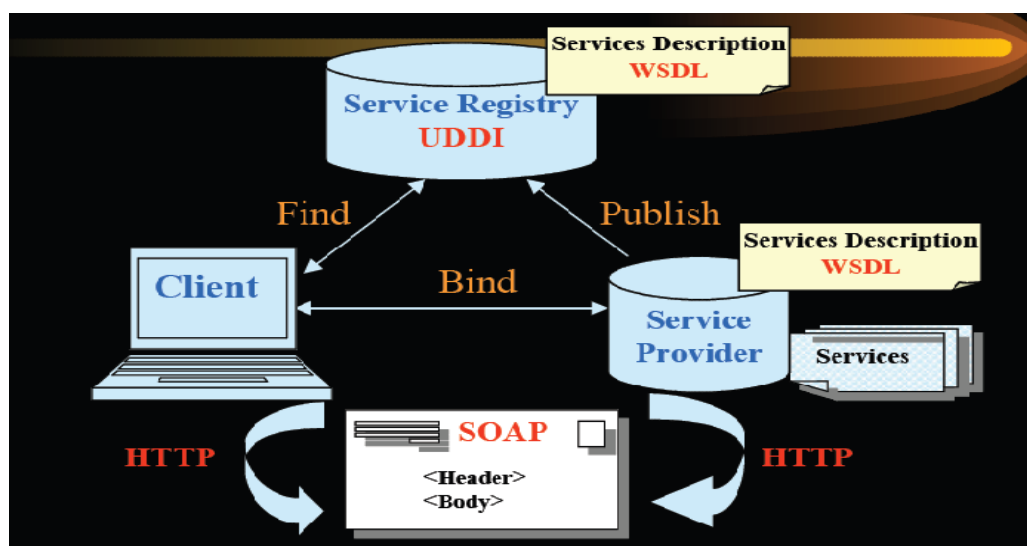 Services Description
WSDL
Service Registry
UDDI
Find
Publish
Services Description
WSDL
Client
Bind
Service
Provider
Services
HTTP
SOAP
<Header>
<Body>
HTTP